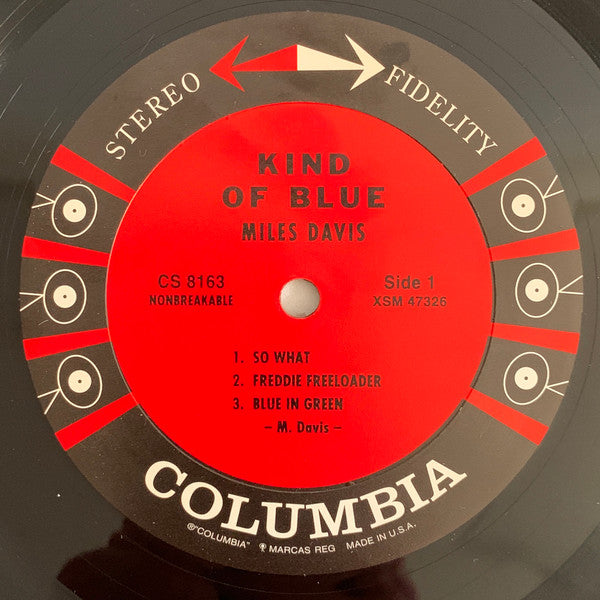 STEREO FIDELITY
KIND
OF BLUE
MILES DAVIS
CS 8163
NONBREAKABLE
Side 1
XSM 47326
1. SO WHAT
2. FREDDIE FREELOADER
3. BLUE IN GREEN
– M. Davis –
COLUMBIA
®"COLUMBIA" MARCAS REG MADE IN U.S.A.